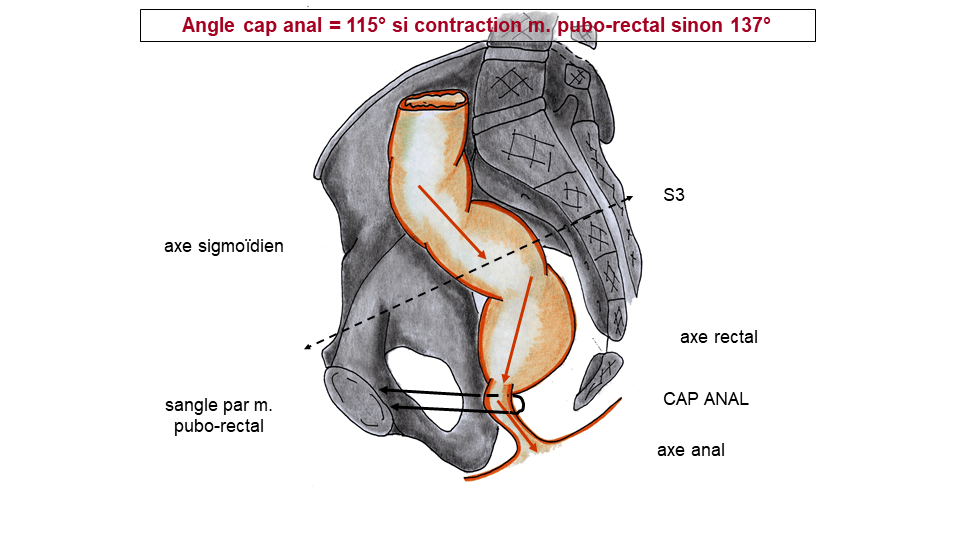 Angle cap anal = 115° si contraction m. pubo-rectal sinon 137°
S3
axe sigmoïdien
axe rectal
sangle par m.
pubo-rectal
CAP ANAL
axe anal